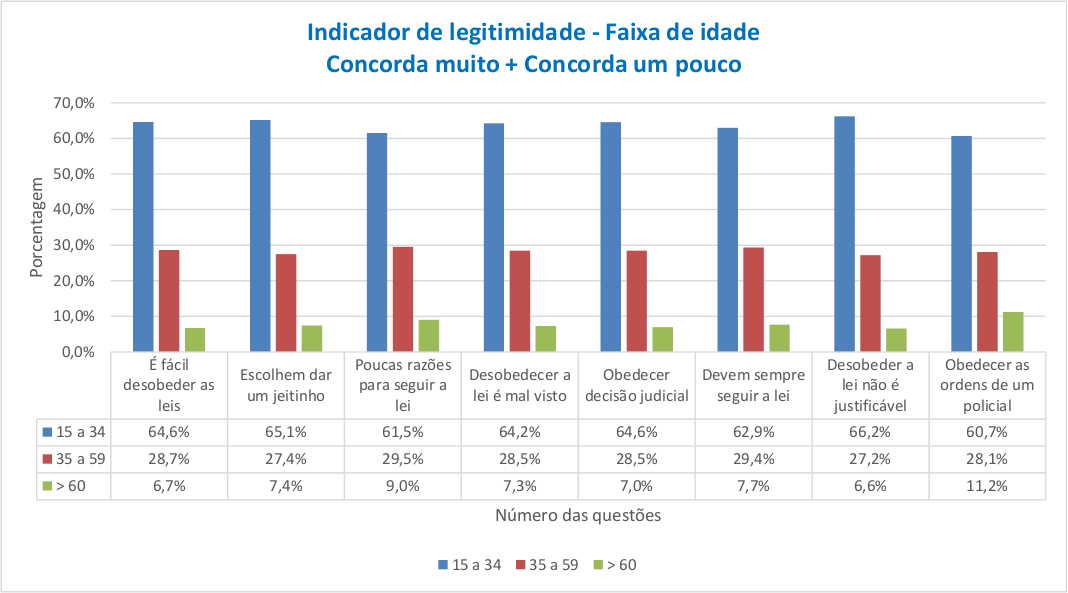 Indicador de legitimidade - Faixa de idade
Concorda muito + Concorda um pouco
Porcentagem
70,0%
60,0%
50,0%
40,0%
30,0%
20,0%
10,0%
0,0%
É fácil desobeder as leis
Escolhem dar um jeitinho
Poucas razões para seguir a lei
Desobedecer a lei é mal visto
Obedecer decisão judicial
Devem sempre seguir a lei
Desobeder a lei não é justificável
Obedecer as ordens de um policial
15 a 34 64,6% 65,1% 61,5% 64,2% 64,6% 62,9% 66,2% 60,7%
35 a 59 28,7% 27,4% 29,5% 28,5% 28,5% 29,4% 27,2% 28,1%
> 60 6,7% 7,4% 9,0% 7,3% 7,0% 7,7% 6,6% 11,2%
Número das questões
15 a 34 35 a 59 > 60